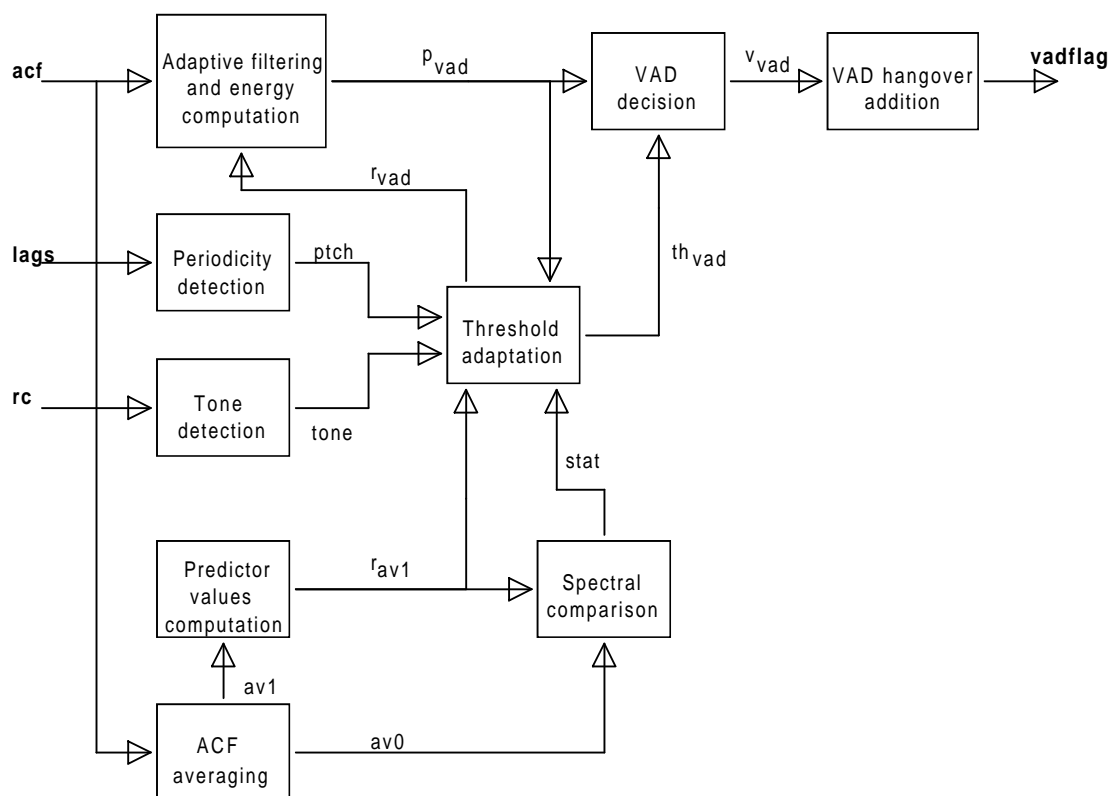 acf
Adaptive filtering
and energy
computation
p vad
VAD
decision
v vad
VAD hangover
addition
vadflag
r vad
lags
Periodicity
detection
ptch
th vad
Threshold
adaptation
rc
Tone
detection
tone
stat
Predictor
values
computation
r av1
Spectral
comparison
av1
ACF
averaging
av0